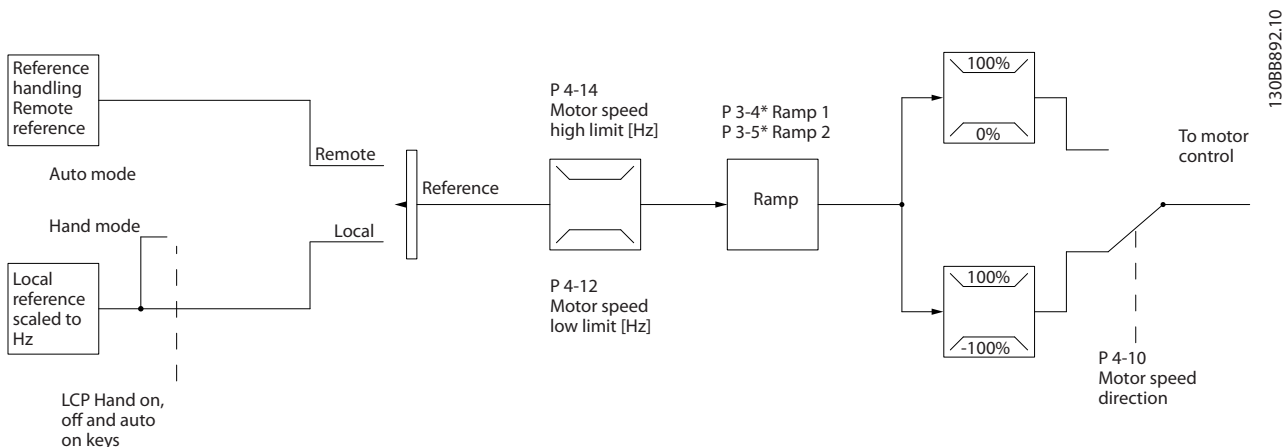 130BB892.10
Reference
handling
Remote
reference
Auto mode
Remote
Hand mode
Local
Local
reference
scaled to
Hz
LCP Hand on,
off and auto
on keys
Reference
P 4-14
Motor speed
high limit [Hz]
P 4-12
Motor speed
low limit [Hz]
P 3-4* Ramp 1
P 3-5* Ramp 2
Ramp
100%
0%
100%
-100%
To motor
control
P 4-10
Motor speed
direction